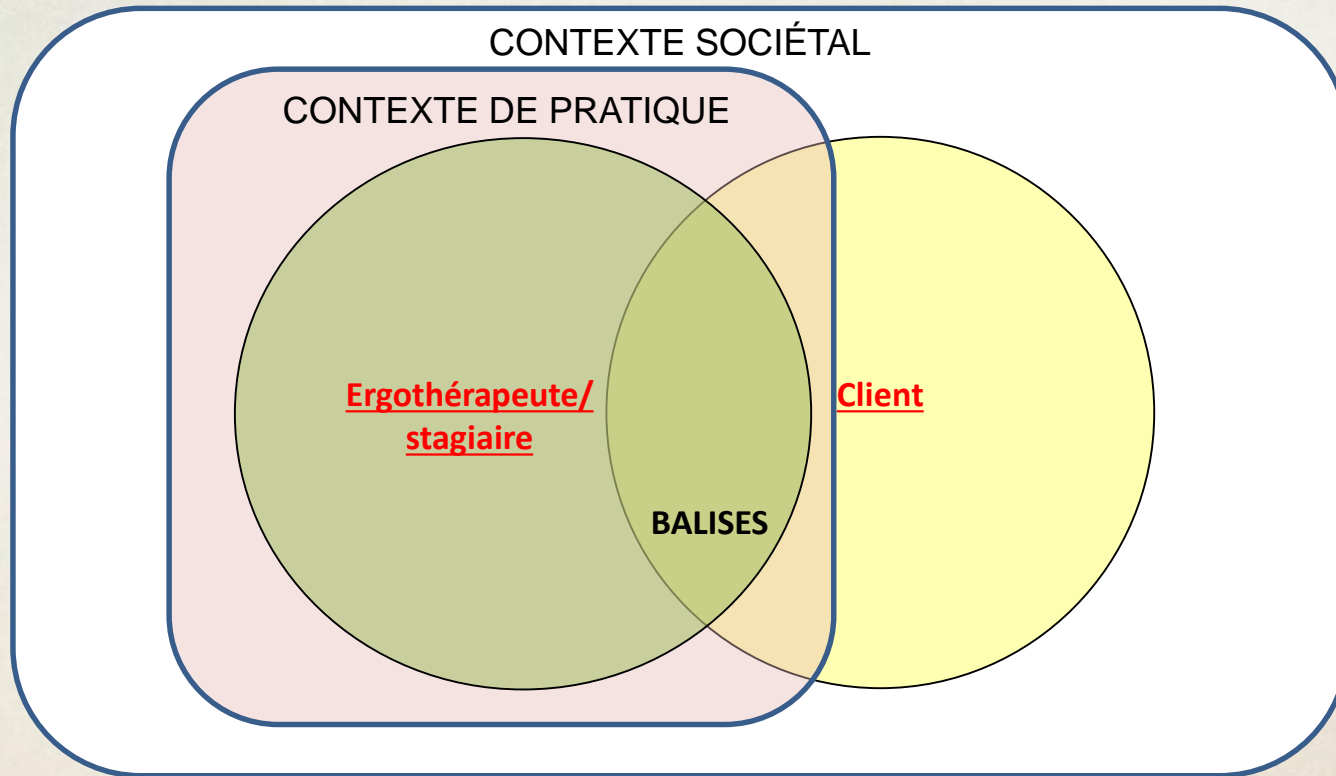 CONTEXTE SOCIÉTAL
CONTEXTE DE PRATIQUE
Ergothérapeute/
stagiaire
Client
BALISES